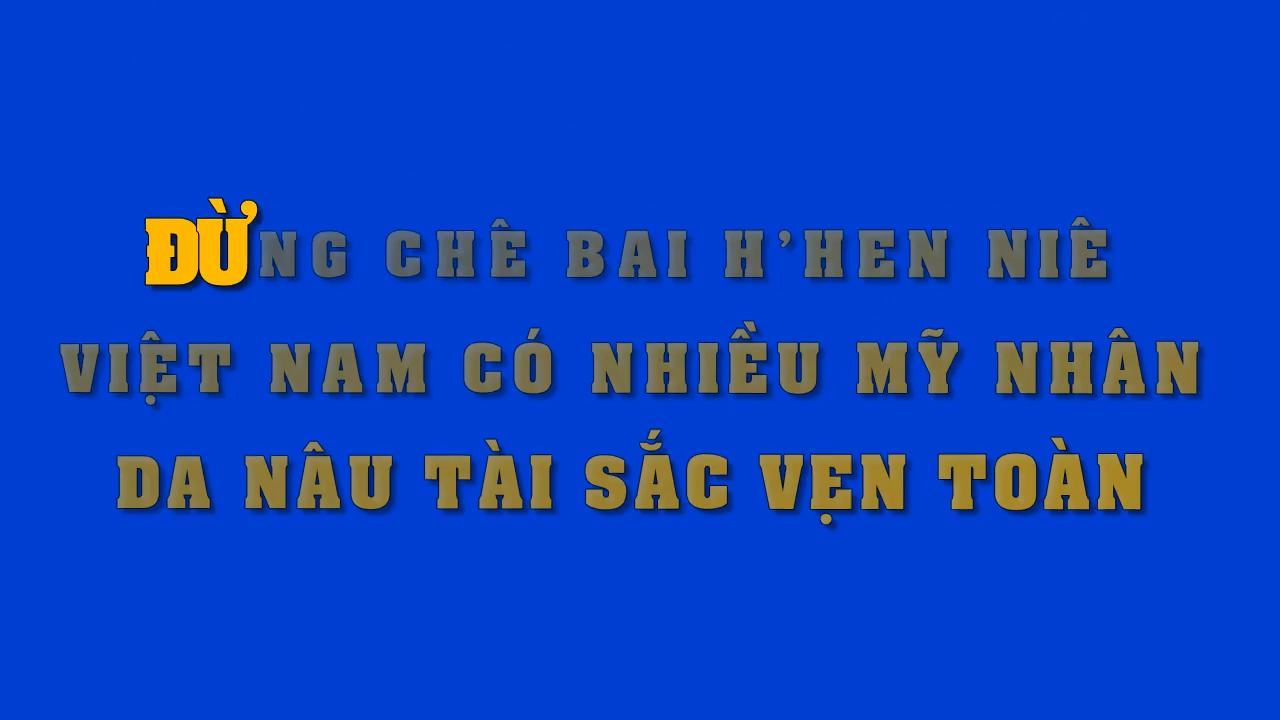 ĐỪNG CHÊ BAI H’HEN NIÊ
VIỆT NAM CÓ NHIỀU MỸ NHÂN
DA NÂU TÀI SẮC VẸN TOÀN